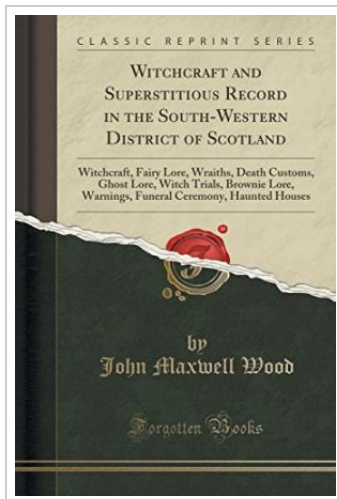 CLASSIC REPRINT SERIES
WITCHCRAFT AND
SUPERSTITIOUS RECORD
IN THE SOUTH-WESTERN
DISTRICT OF SCOTLAND
Witchcraft, Fairy Lore, Wraiths, Death Customs,
Ghost Lore, Witch Trials, Brownie Lore,
Warnings, Funeral Ceremony, Haunted Houses
by
John Maxwell Wood
Forgotten Books